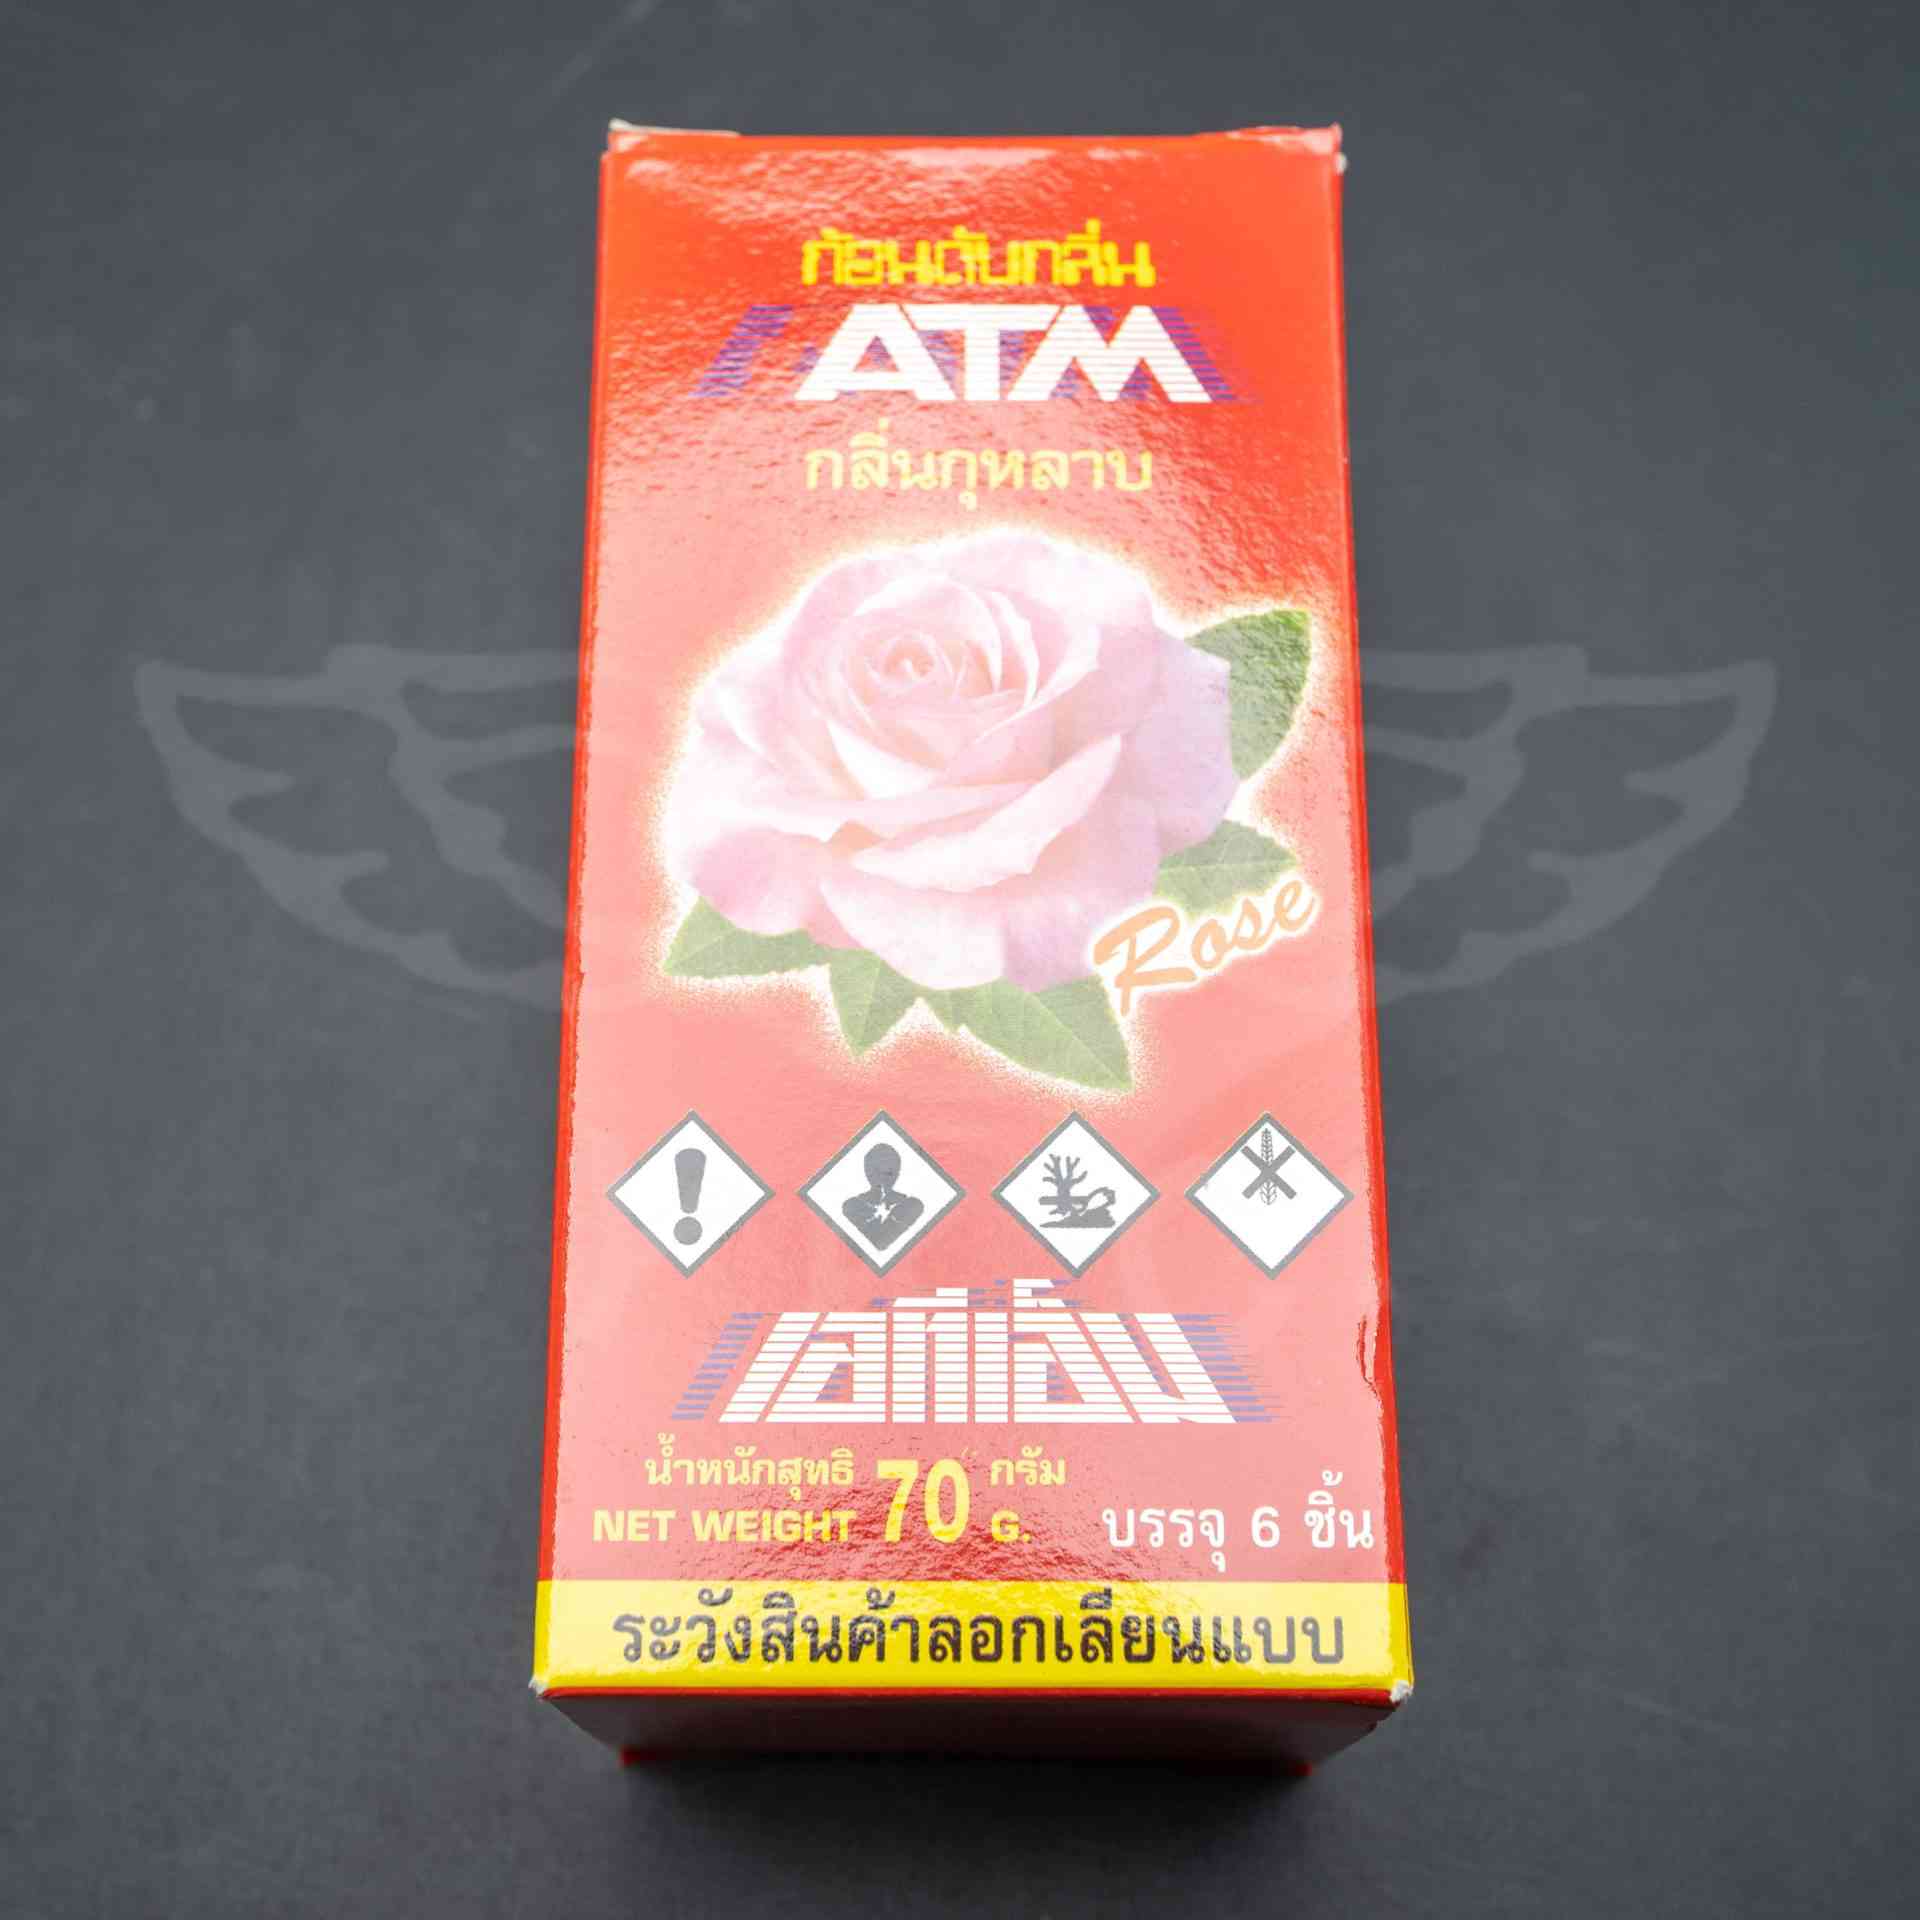 ก้อนดับกลิ่น
ATM
กลิ่นกุหลาบ
Rose
เอทีเอ็ม
น้ำหนักสุทธิ 70 กรัม
NET WEIGHT G.
บรรจุ 6 ชิ้น
ระวังสินค้าลอกเลียนแบบ